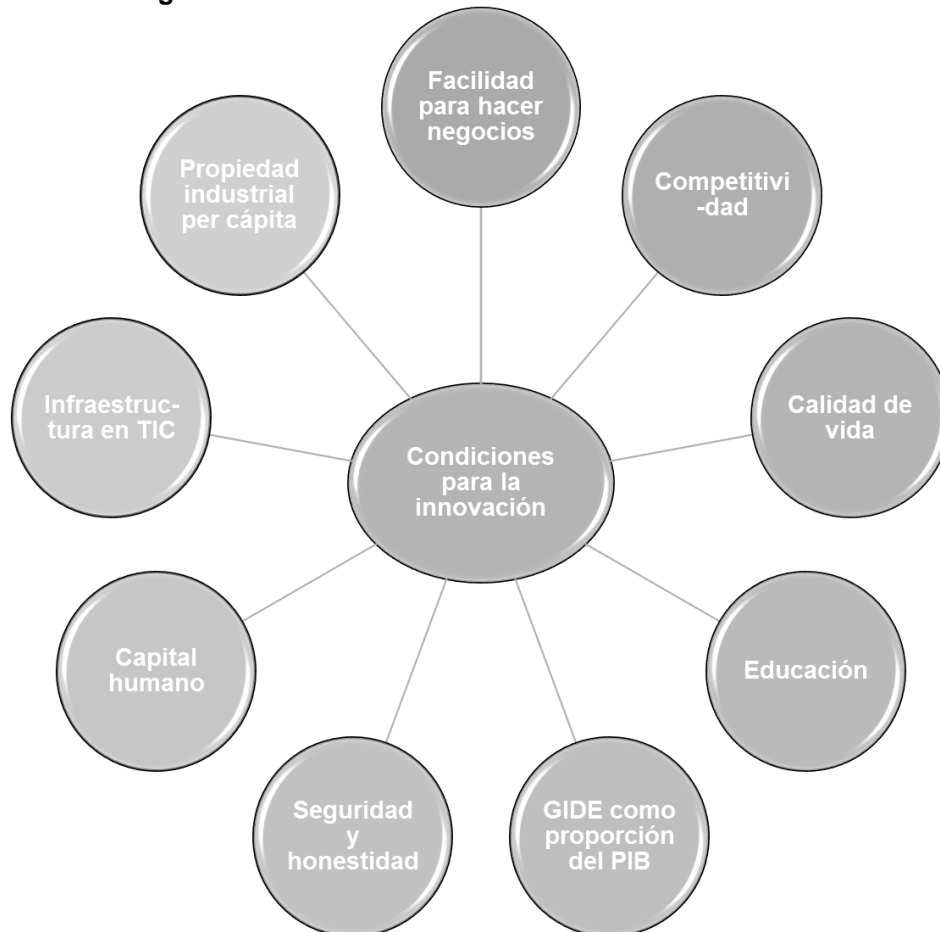 Facilidad
para hacer
negocios
Competitivi
-dad
Calidad de
vida
Educación
GIDE como
proporción
del PIB
Seguridad
y
honestidad
Capital
humano
Infraestruc-
tura en TIC
Propiedad
industrial
per cápita
Condiciones
para la
innovación